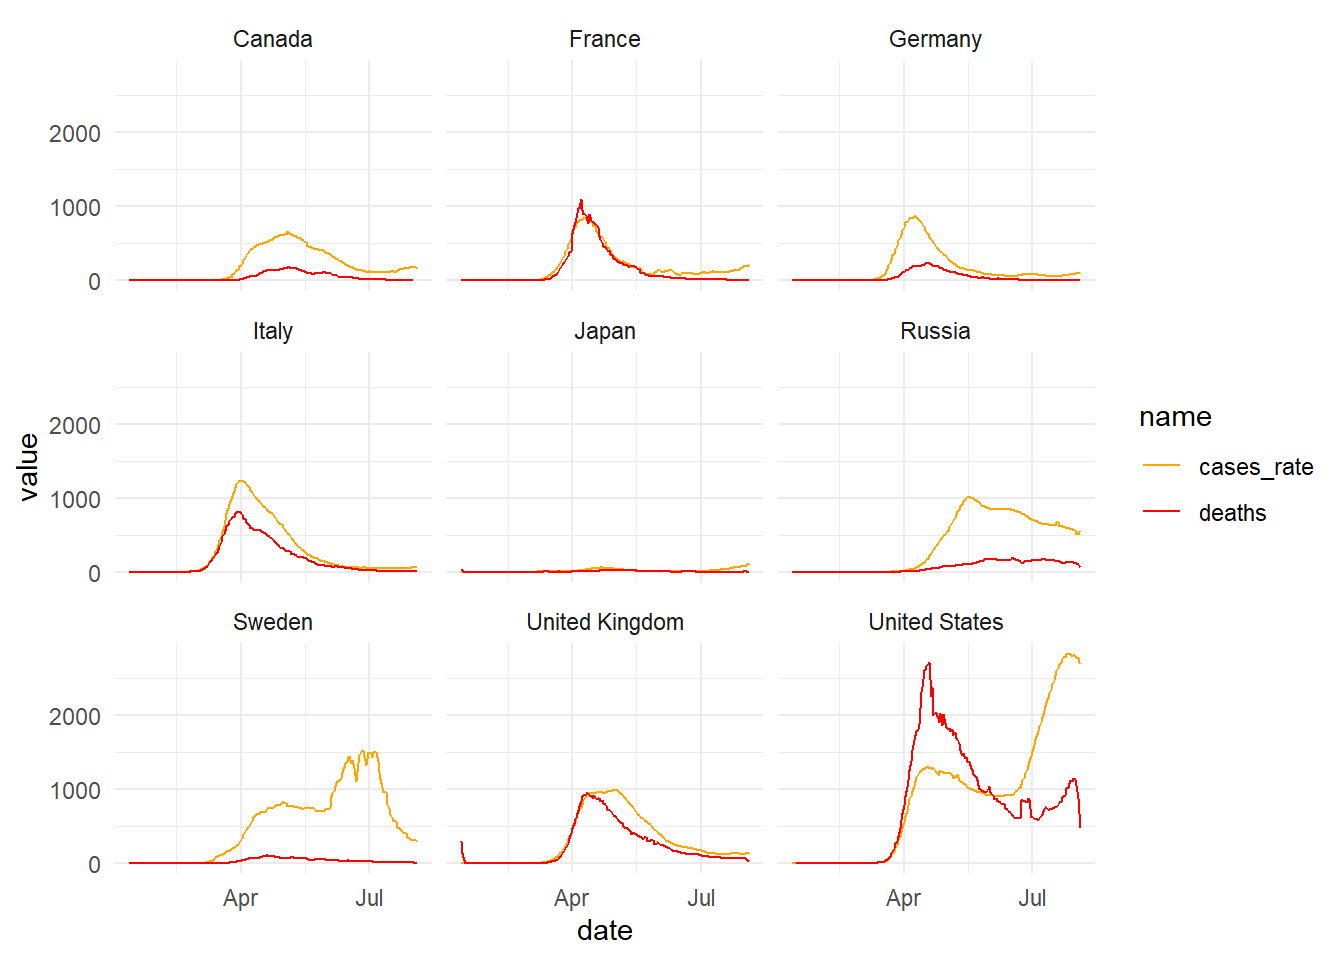 Canada France Germany
2000
1000
0
Italy Japan Russia
2000
1000
0
Sweden United Kingdom United States
2000
1000
0
Apr Jul Apr Jul Apr Jul
date
value
name
cases_rate
deaths